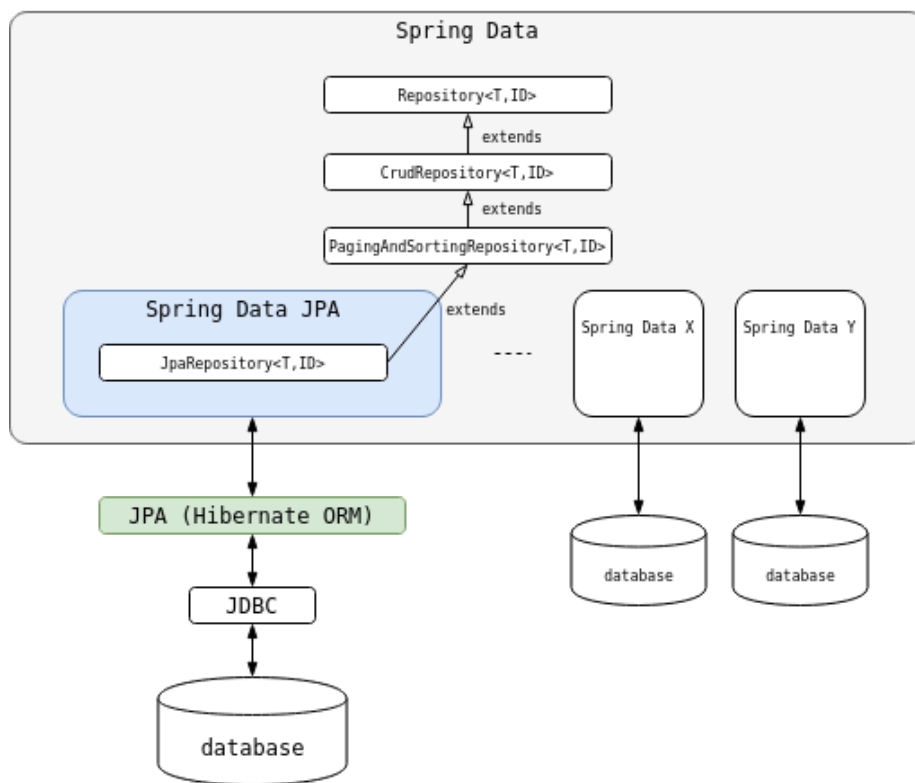 Spring Data
Repository<T,ID>
extends
CrudRepository<T,ID>
extends
PagingAndSortingRepository<T,ID>
extends
Spring Data JPA
JpaRepository<T,ID>
----
Spring Data X
Spring Data Y
JPA (Hibernate ORM)
JDBC
database
database
database